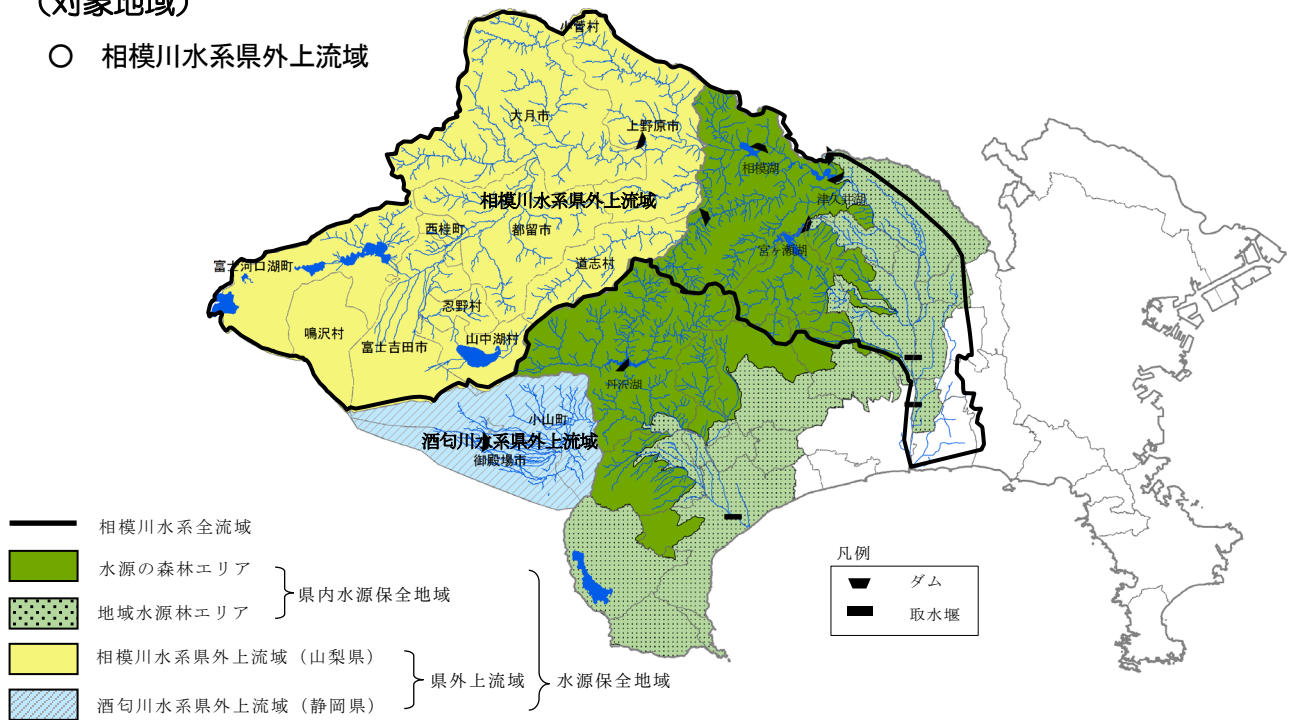 （対象地域）
○ 相模川水系県外上流域
小菅村
大月市
上野原市
相模湖
津久井湖
相模川水系県外上流域
西桂町
都留市
宮ヶ瀬湖
富士河口湖町
道志村
忍野村
鳴沢村
富士吉田市
山中湖村
丹沢湖
小山町
酒匂川水系県外上流域
御殿場市
相模川水系全流域
水源の森林エリア
県内水源保全地域
地域水源林エリア
相模川水系県外上流域（山梨県）
県外上流域
水源保全地域
酒匂川水系県外上流域（静岡県）
凡例
ダム
取水堰